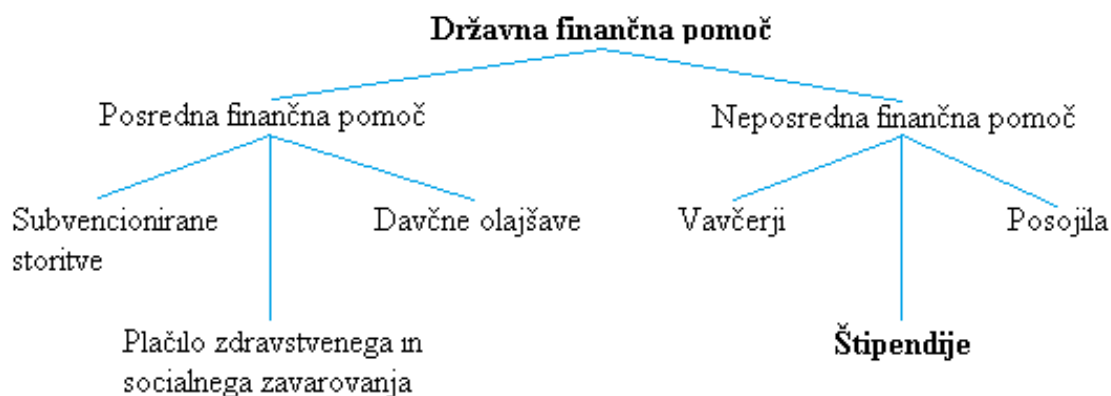 Državna finančna pomoč
Posredna finančna pomoč
Neposredna finančna pomoč
Subvencionirane
storitve
Davčne olajšave
Vavčerji
Posojila
Plačilo zdravstvenega in
socialnega zavarovanja
Štipendije